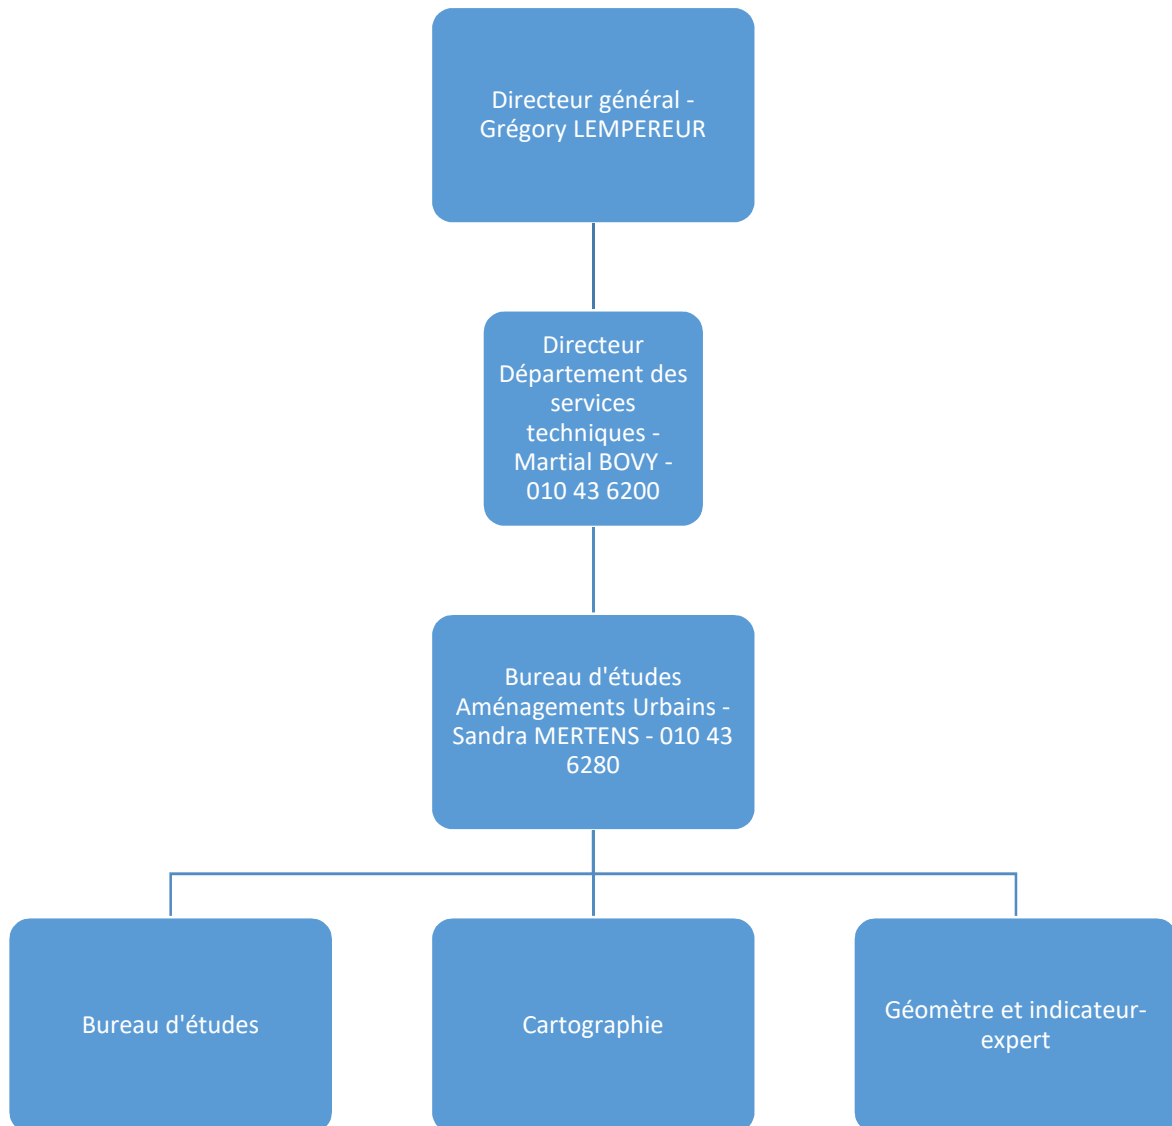 Directeur général -
Grégory LEMPEREUR
Directeur
Département des
services
techniques -
Martial BOVY -
010 43 6200
Bureau d'études
Aménagements Urbains -
Sandra MERTENS - 010 43
6280
Bureau d'études
Cartographie
Géomètre et indicateur-
expert